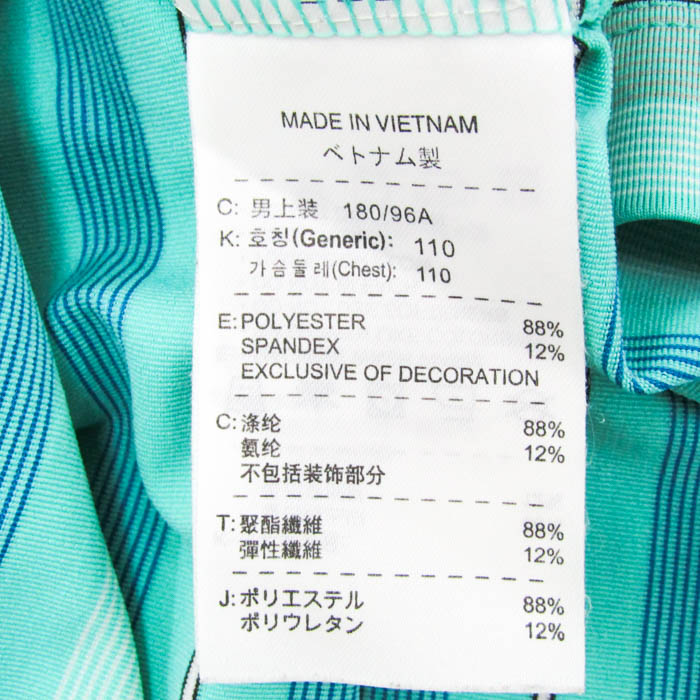 MADE IN VIETNAM
ベトナム製
C: 男上装 180/96A
K: 호칭(Generic): 110
가슴둘레(Chest): 110
E: POLYESTER 88%
SPANDEX 12%
EXCLUSIVE OF DECORATION
C: 涤纶 88%
氨纶 12%
不包括装饰部分
T: 聚酯纖維 88%
彈性纖維 12%
J: ポリエステル 88%
ポリウレタン 12%